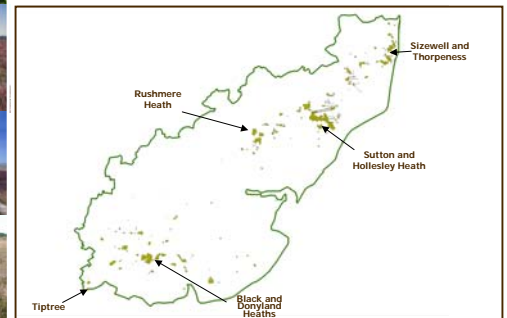 Sizewell and
Thorpeness
Rushmere
Heath
Sutton and
Hollesley Heath
Tiptree
Black and
Donyland
Heaths